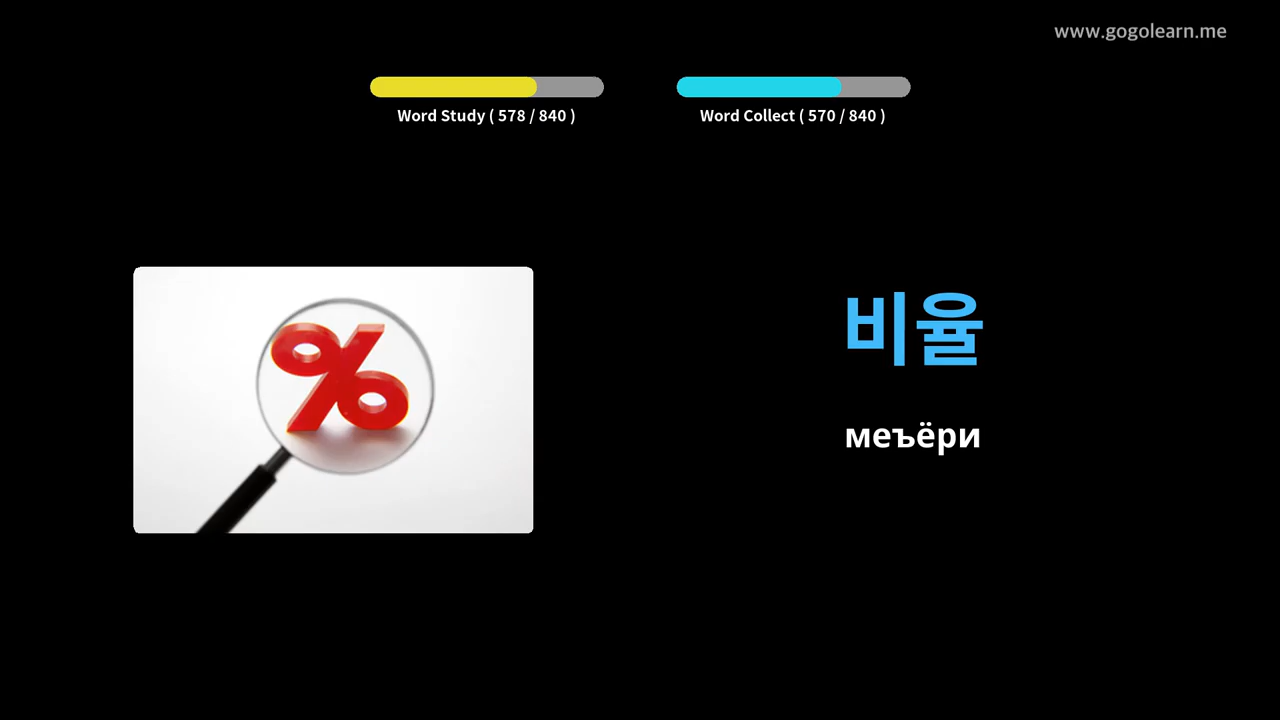 www.gogolearn.me
Word Study ( 578 / 840 )
Word Collect ( 570 / 840 )
%
비율
меъёри